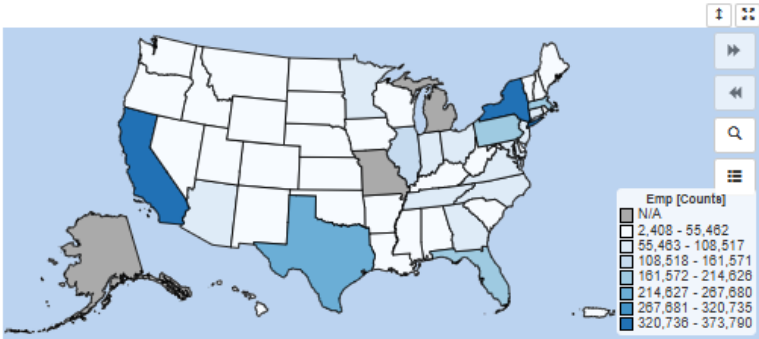 Emp [Counts]
N/A
2,408 - 55,462
55,463 - 108,517
108,518 - 161,571
161,572 - 214,626
214,627 - 267,680
267,681 - 320,735
320,736 - 373,790